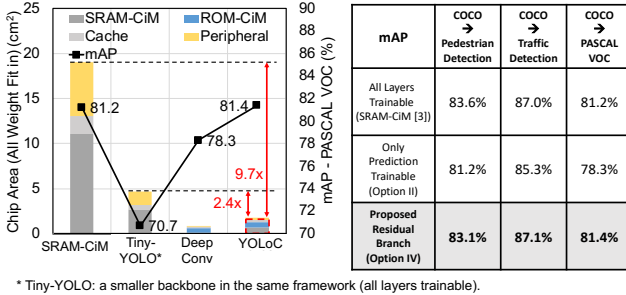 SRAM-CiM
ROM-CiM
Cache
Peripheral
mAP
Chip Area (All Weight Fit in) (cm²)
25
20
15
10
5
0
90
88
86
84
82
80
78
76
74
72
70
mAP - PASCAL VOC (%)
81.2
70.7
78.3
81.4
9.7x
2.4x
SRAM-CiM
Tiny-
YOLO*
Deep
Conv
YOLoC
mAP
COCO
➔
Pedestrian
Detection
COCO
➔
Traffic
Detection
COCO
➔
PASCAL
VOC
All Layers
Trainable
(SRAM-CiM [3])
83.6%
87.0%
81.2%
Only
Prediction
Trainable
(Option II)
81.2%
85.3%
78.3%
Proposed
Residual
Branch
(Option IV)
83.1%
87.1%
81.4%
* Tiny-YOLO: a smaller backbone in the same framework (all layers trainable).